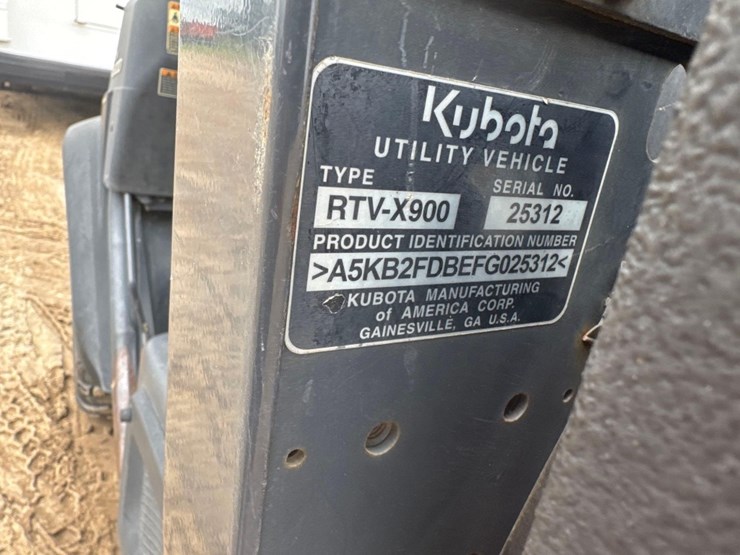 Kubota
UTILITY VEHICLE
TYPE SERIAL NO.
RTV-X900 25312
PRODUCT IDENTIFICATION NUMBER
>A5KB2FDBEFG025312<
KUBOTA MANUFACTURING
of AMERICA CORP.
GAINESVILLE, GA U.S.A.